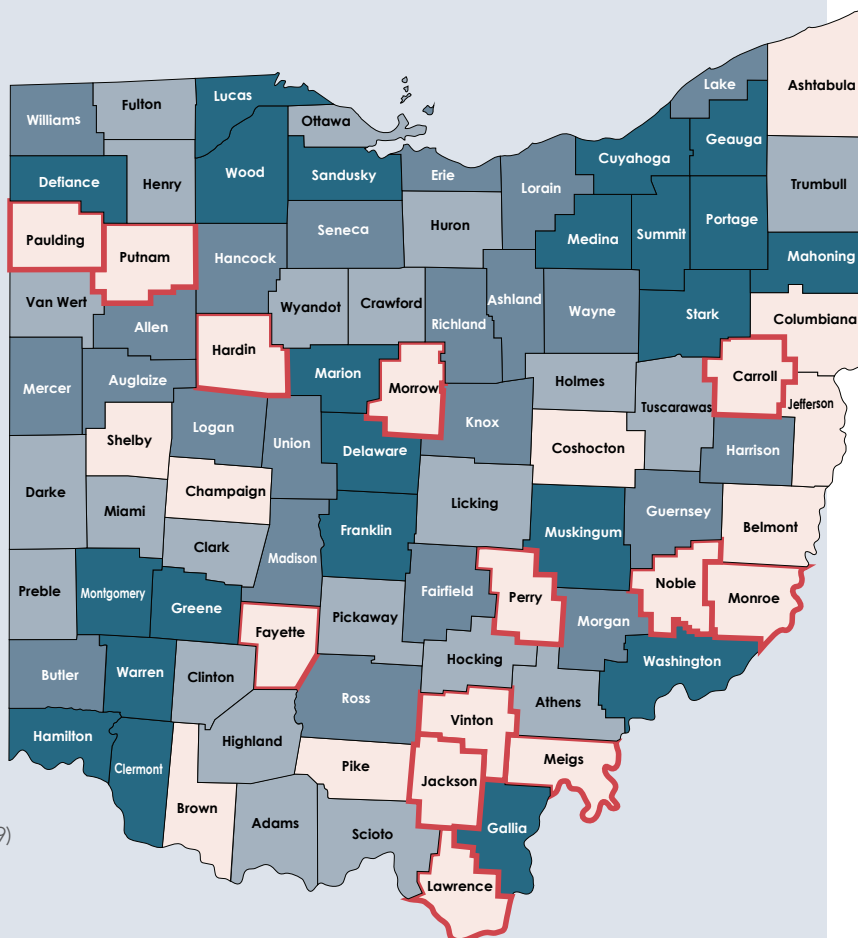 Lake
Ashtabula
Lucas
Fulton
Williams
Ottawa
Geauga
Cuyahoga
Wood
Sandusky
Erie
Defiance
Henry
Lorain
Trumbull
Portage
Huron
Seneca
Summit
Medina
Paulding
Putnam
Hancock
Mahoning
Van Wert
Wyandot
Crawford
Ashland
Wayne
Stark
Columbiana
Allen
Richland
Hardin
Marion
Carroll
Auglaize
Holmes
Mercer
Morrow
Jefferson
Tuscarawas
Knox
Logan
Shelby
Union
Coshocton
Harrison
Delaware
Darke
Champaign
Licking
Miami
Guernsey
Belmont
Franklin
Muskingum
Clark
Madison
Noble
Preble
Montgomery
Fairfield
Perry
Monroe
Greene
Pickaway
Morgan
Fayette
Hocking
Washington
Butler
Warren
Clinton
Ross
Athens
Vinton
Hamilton
Highland
Meigs
Clermont
Pike
Jackson
Brown
Adams
Gallia
Scioto
9)
Lawrence